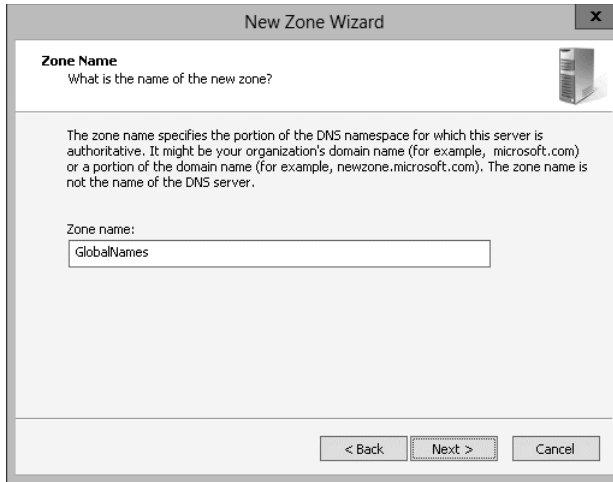 New Zone Wizard
x
Zone Name
What is the name of the new zone?
The zone name specifies the portion of the DNS namespace for which this server is
authoritative. It might be your organization's domain name (for example, microsoft.com)
or a portion of the domain name (for example, newzone.microsoft.com). The zone name is
not the name of the DNS server.
Zone name:
GlobalNames
< Back Next > Cancel